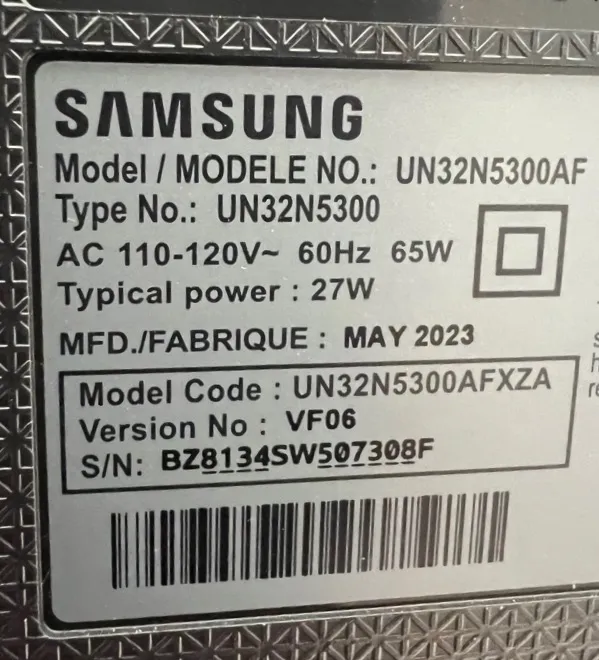 SAMSUNG
Model / MODELE NO.: UN32N5300AF
Type No.: UN32N5300
AC 110-120V~ 60Hz 65W
Typical power : 27W
MFD./FABRIQUE : MAY 2023
Model Code : UN32N5300AFXZA
Version No : VF06
S/N: BZ8134SW507308F